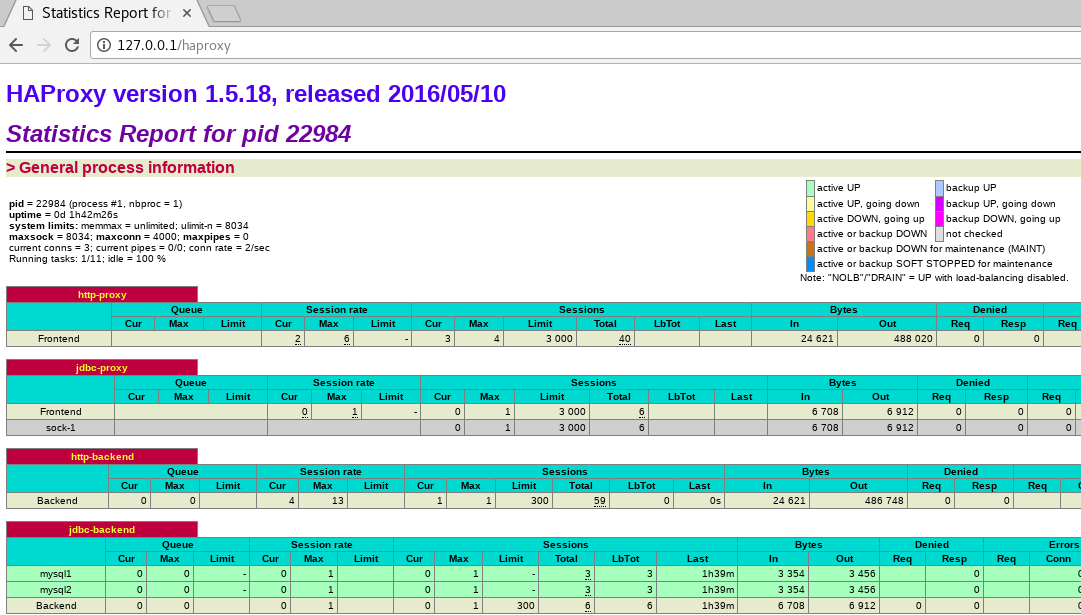 Statistics Report for
127.0.0.1/haproxy
HAProxy version 1.5.18, released 2016/05/10
Statistics Report for pid 22984
> General process information
pid = 22984 (process #1, nbproc = 1)
uptime = 0d 1h42m26s
system limits: memmax = unlimited; ulimit-n = 8034
maxsock = 8034; maxconn = 4000; maxpipes = 0
current conns = 3; current pipes = 0/0; conn rate = 2/sec
Running tasks: 1/11; idle = 100 %
active UP backup UP
active UP, going down backup UP, going down
active DOWN, going up backup DOWN, going up
active or backup DOWN not checked
active or backup DOWN for maintenance (MAINT)
active or backup SOFT STOPPED for maintenance
Note: "NOLB"/"DRAIN" = UP with load-balancing disabled.
http-proxy
Queue Session rate Sessions Bytes Denied
Cur Max Limit Cur Max Limit Cur Max Limit Total LbTot Last In Out Req Resp Req
Frontend 2 6 - 3 4 3 000 40 24 621 488 020 0 0 0
jdbc-proxy
Queue Session rate Sessions Bytes Denied
Cur Max Limit Cur Max Limit Cur Max Limit Total LbTot Last In Out Req Resp Req
Frontend 0 1 - 0 1 3 000 6 6 708 6 912 0 0 0
sock-1 0 1 3 000 6 6 708 6 912 0 0 0
http-backend
Queue Session rate Sessions Bytes Denied
Cur Max Limit Cur Max Limit Cur Max Limit Total LbTot Last In Out Req Resp Req
Backend 0 0 4 13 1 1 300 59 0 0s 24 621 486 748 0 0
jdbc-backend
Queue Session rate Sessions Bytes Denied Errors
Cur Max Limit Cur Max Limit Cur Max Limit Total LbTot Last In Out Req Resp Req Conn
mysql1 0 0 - 0 1 0 1 - 3 3 1h39m 3 354 3 456 0 0
mysql2 0 0 - 0 1 0 1 - 3 3 1h39m 3 354 3 456 0 0
Backend 0 0 0 1 0 1 300 6 6 1h39m 6 708 6 912 0 0 0